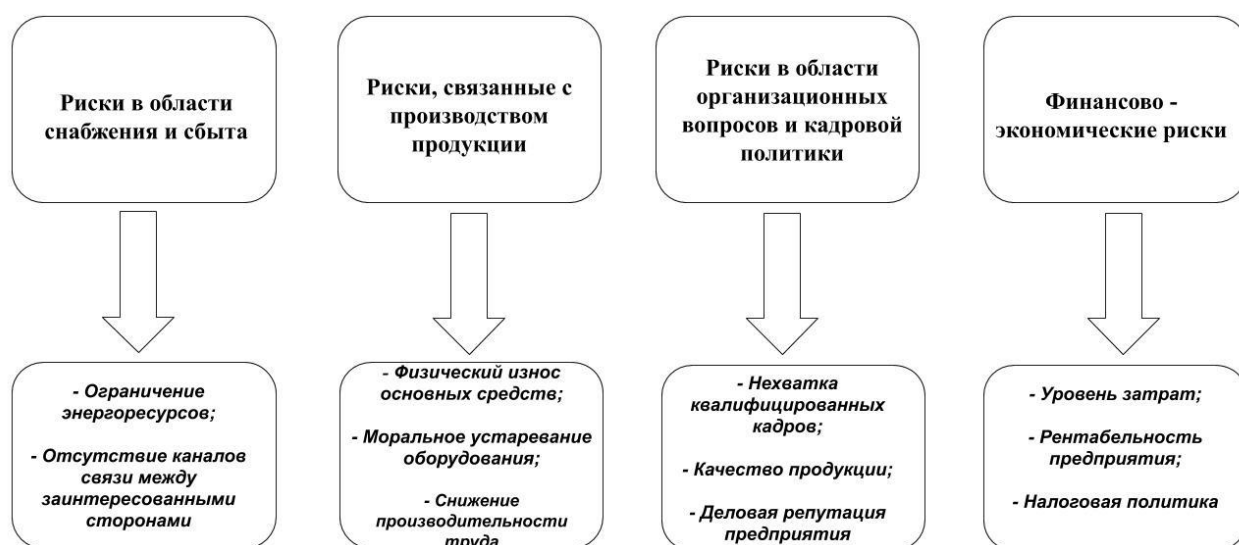 Риски в области
снабжения и сбыта
Риски, связанные с
производством
продукции
Риски в области
организационных
вопросов и кадровой
политики
Финансово -
экономические риски
- Ограничение
энергоресурсов;
- Отсутствие каналов
связи между
заинтересованными
сторонами
- Физический износ
основных средств;
- Моральное устаревание
оборудования;
- Снижение
производительности
труда
- Нехватка
квалифицированных
кадров;
- Качество продукции;
- Деловая репутация
предприятия
- Уровень затрат;
- Рентабельность
предприятия;
- Налоговая политика